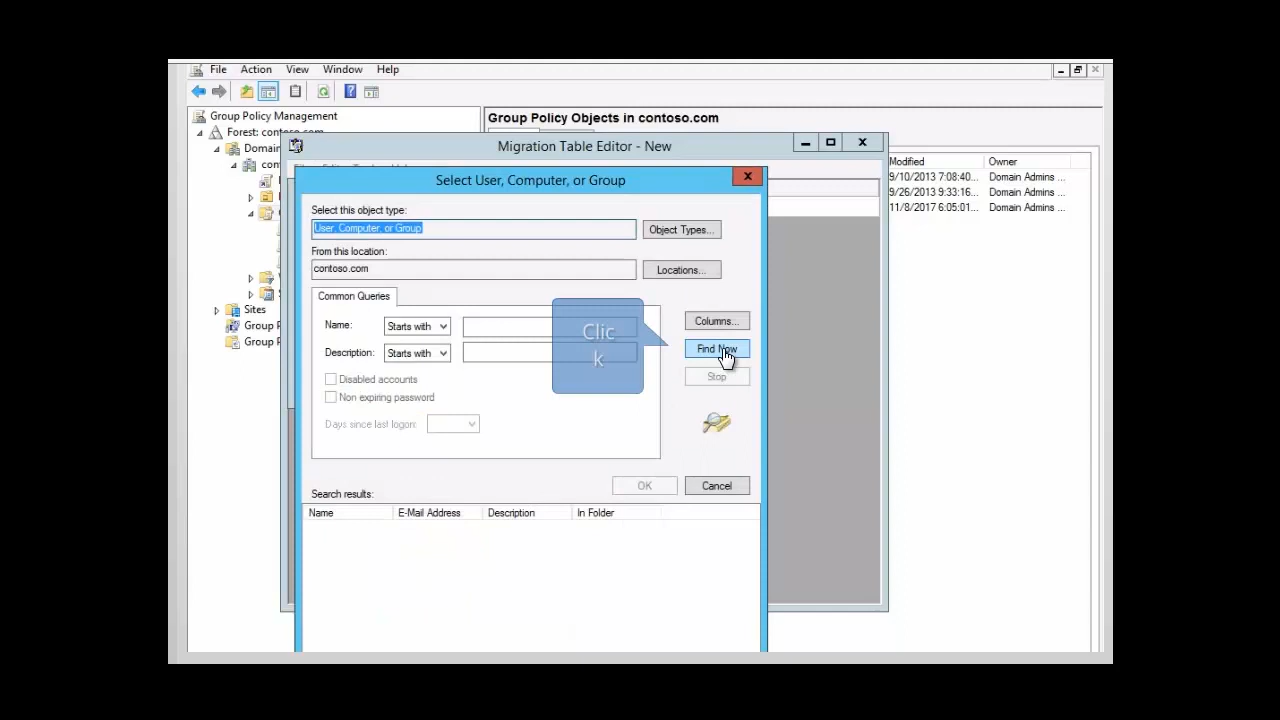 File Action View Window Help
Group Policy Management
Forest: contoso.com
Group Policy Objects in contoso.com
Migration Table Editor - New
Select User, Computer, or Group
Modified Owner
9/10/2013 7:08:40... Domain Admins ...
9/26/2013 9:33:16... Domain Admins ...
11/8/2017 6:05:01... Domain Admins ...
Select this object type:
User, Computer, or Group
Object Types...
From this location:
contoso.com
Locations...
Common Queries
Name: Starts with
Description: Starts with
Disabled accounts
Non expiring password
Days since last logon:
Clic
k
Columns...
Find Now
Stop
OK
Cancel
Search results:
Name E-Mail Address Description In Folder
Domain
con
Sites
Group P
Group P